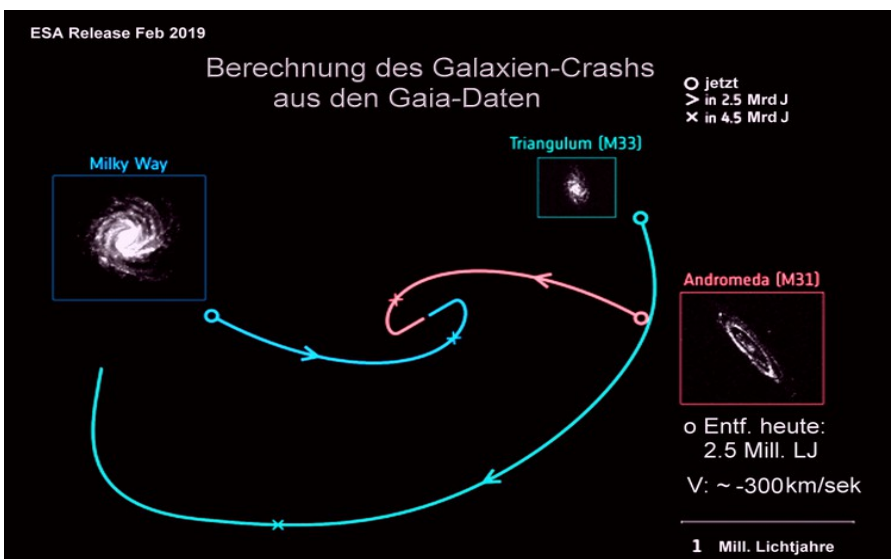 ESA Release Feb 2019
Berechnung des Galaxien-Crashs
aus den Gaia-Daten
jetzt
> in 2.5 Mrd J
× in 4.5 Mrd J
Triangulum (M33)
Milky Way
Andromeda (M31)
o Entf. heute:
2.5 Mill. LJ
V: ~ -300km/sek
1 Mill. Lichtjahre